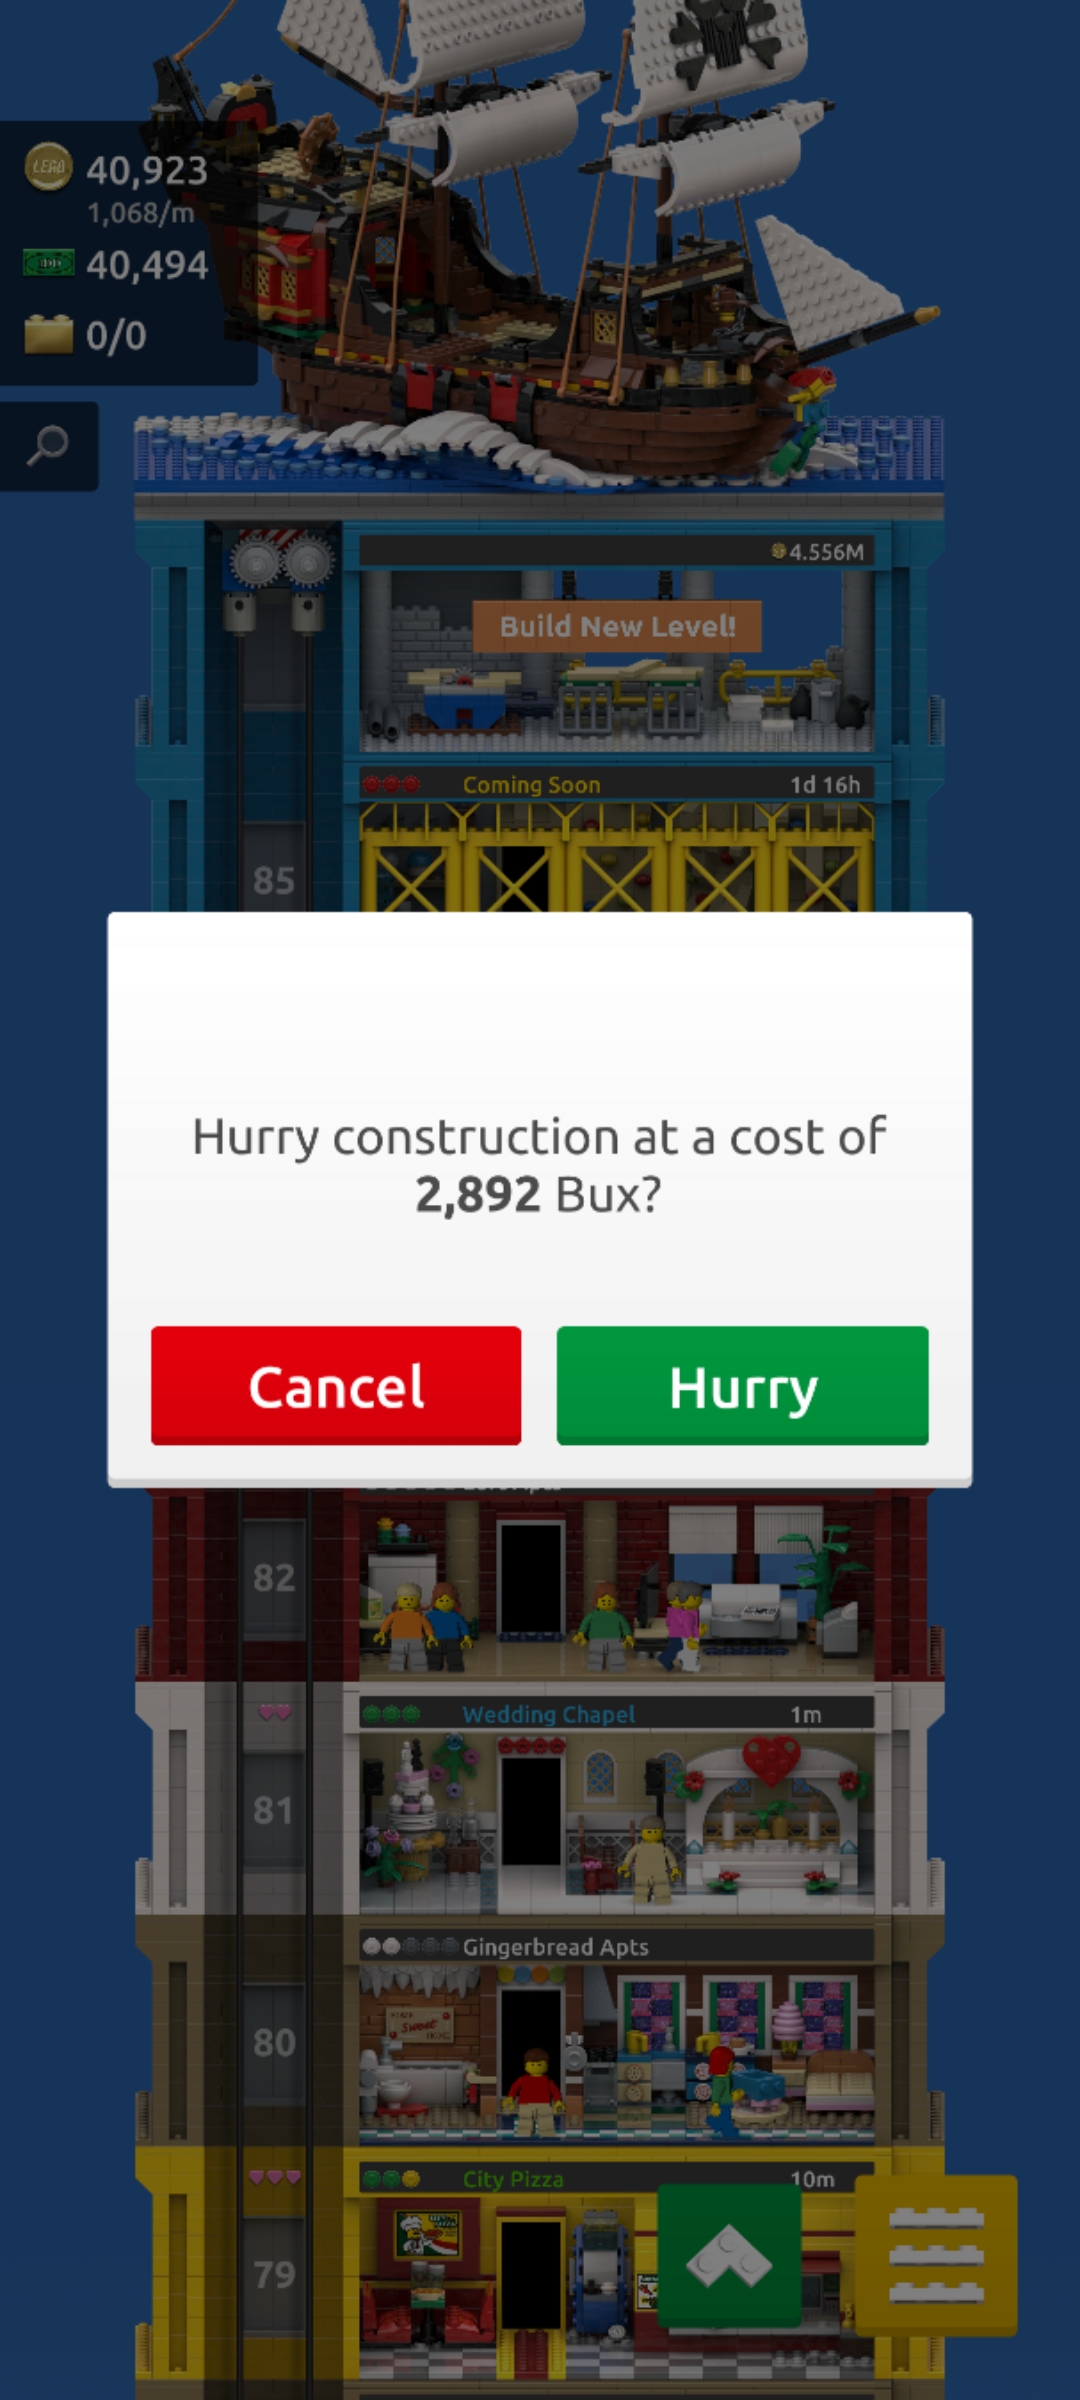 LEGO 40,923
1,068/m
40,494
0/0
4.556M
Build New Level!
Coming Soon 1d 16h
85
Hurry construction at a cost of
2,892 Bux?
Cancel Hurry
82
Wedding Chapel 1m
81
Gingerbread Apts
Sweet
80
City Pizza 10m
79